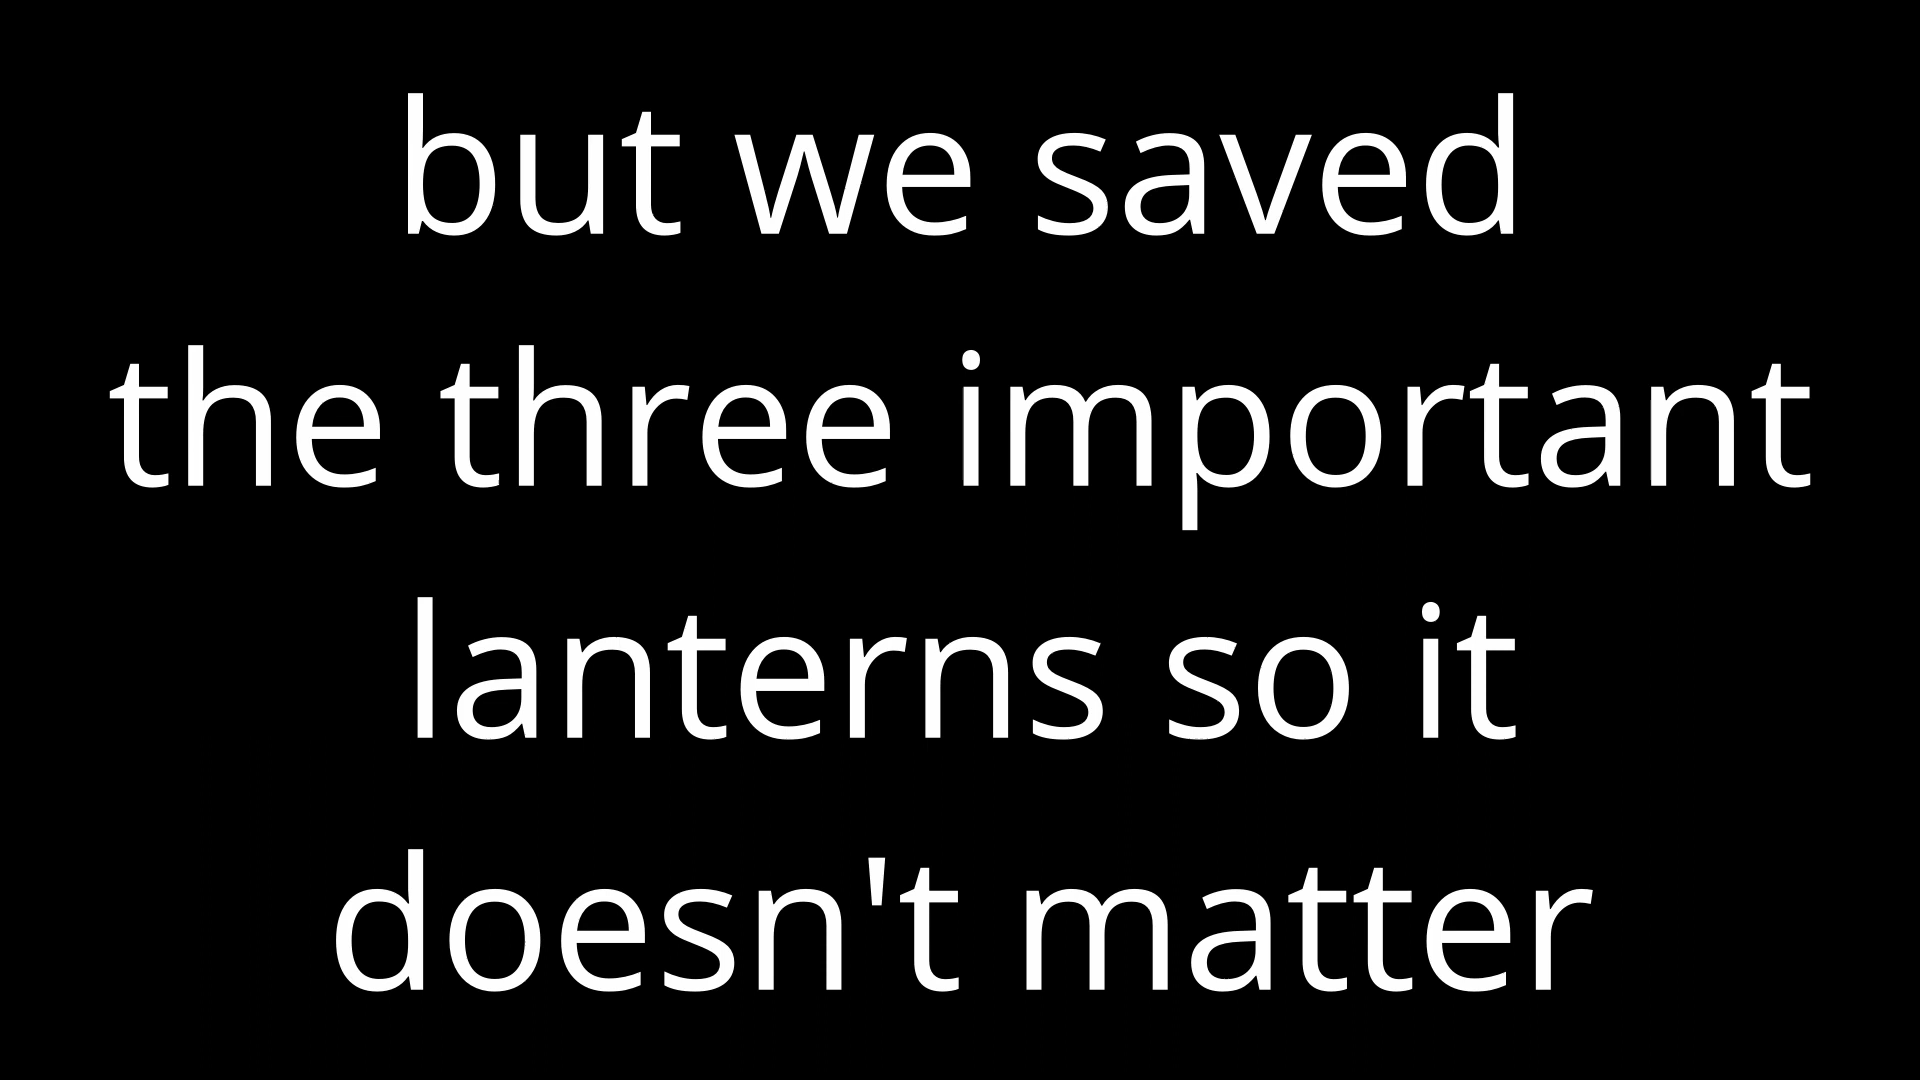 but we saved
the three important
lanterns so it
doesn't matter